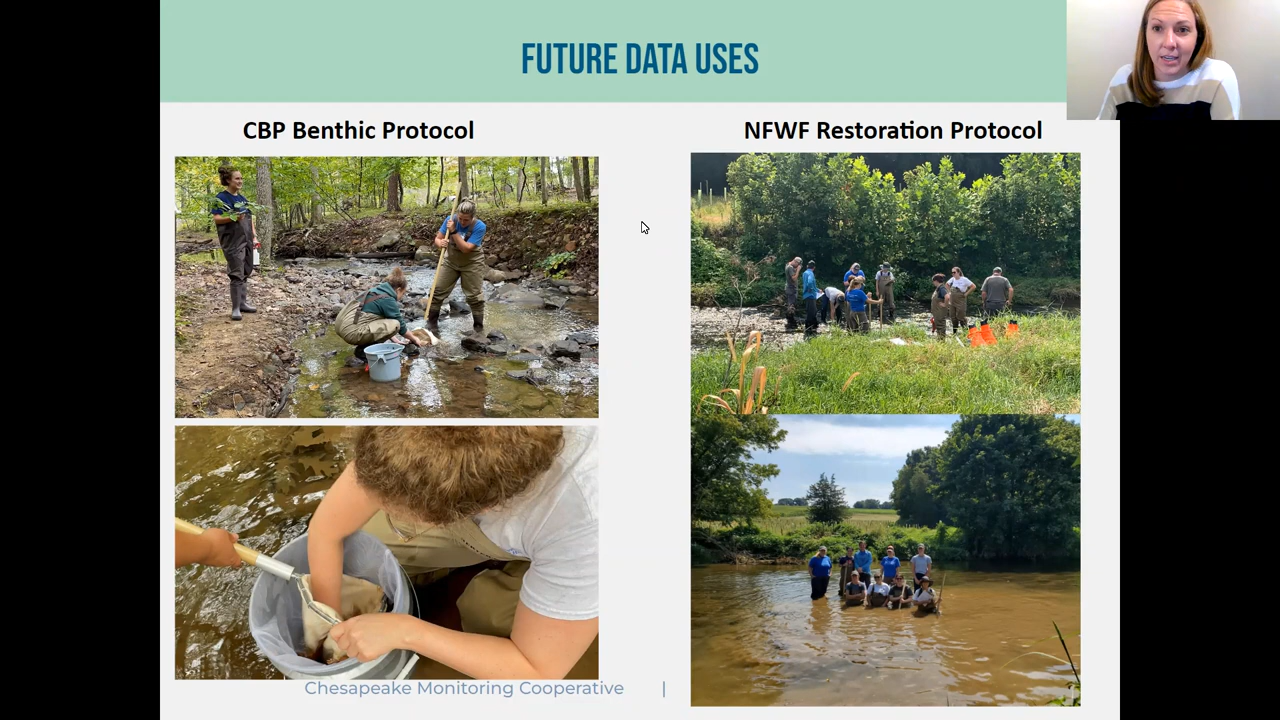 FUTURE DATA USES
CBP Benthic Protocol
NFWF Restoration Protocol
Chesapeake Monitoring Cooperative |